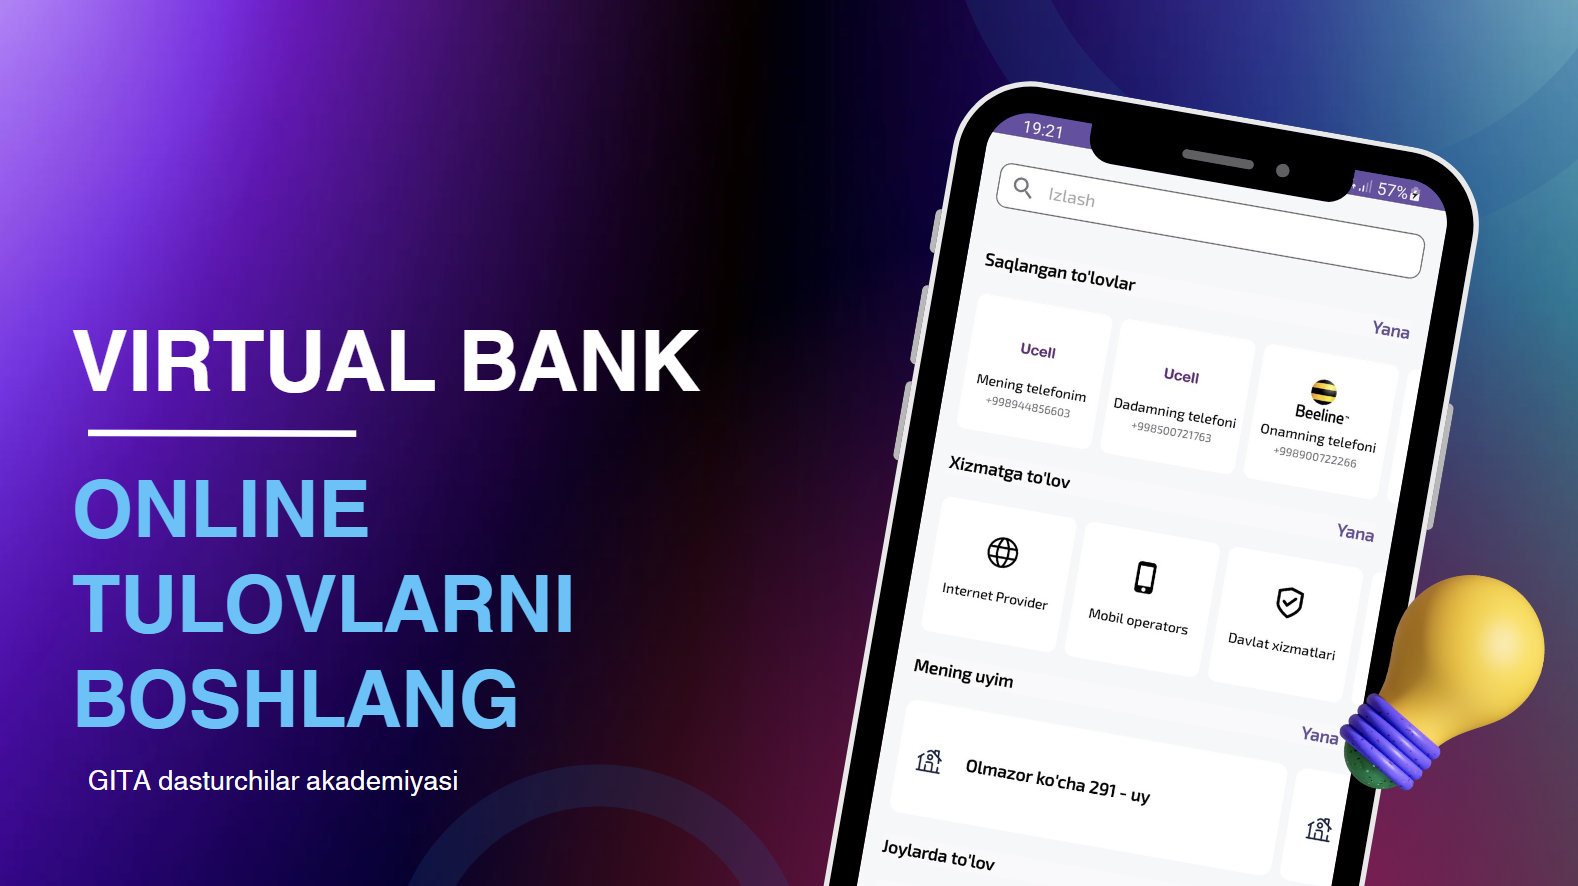 VIRTUAL BANK
ONLINE
TULOVLARNI
BOSHLANG
GITA dasturchilar akademiyasi
19:21
57%
Izlash
Saqlangan to'lovlar
Yana
Ucell
Mening telefonim
+998944856603
Ucell
Dadamning telefoni
+998500721763
Beeline™
Onamning telefoni
+998900722266
Xizmatga to'lov
Yana
Internet Provider
Mobil operators
Davlat xizmatlari
Mening uyim
Yana
Olmazor ko'cha 291 - uy
Joylarda to'lov